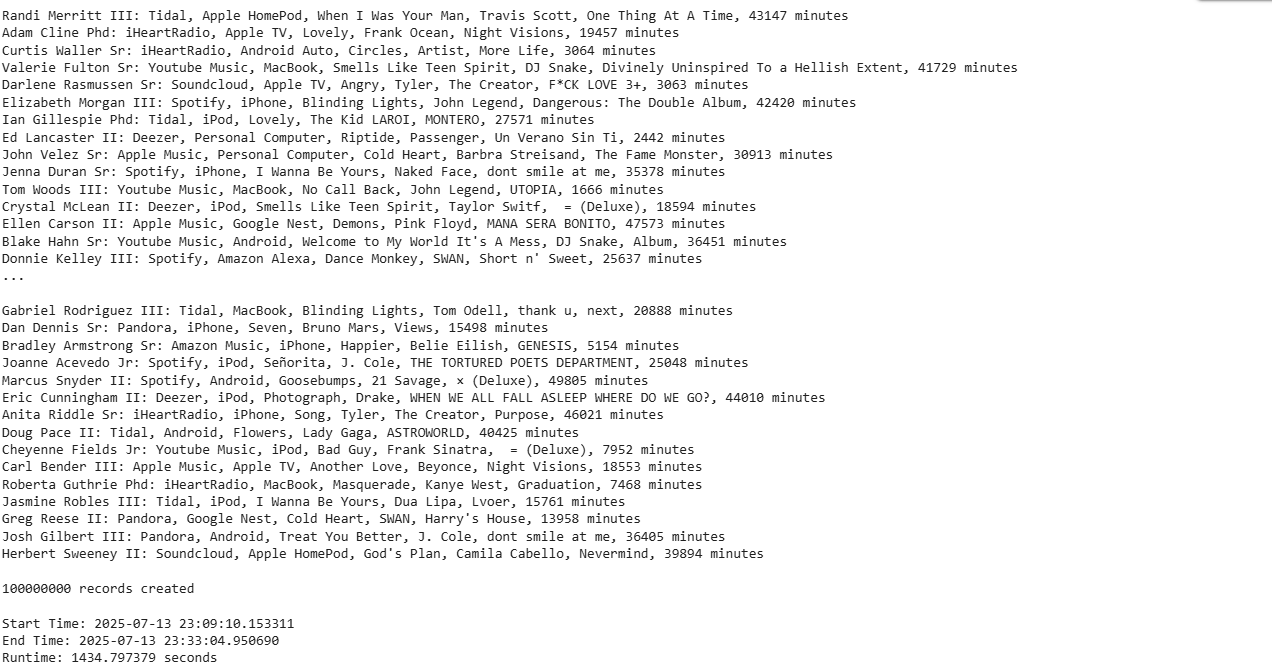 Randi Merritt III: Tidal, Apple HomePod, When I Was Your Man, Travis Scott, One Thing At A Time, 43147 minutes
Adam Cline Phd: iHeartRadio, Apple TV, Lovely, Frank Ocean, Night Visions, 19457 minutes
Curtis Waller Sr: iHeartRadio, Android Auto, Circles, Artist, More Life, 3064 minutes
Valerie Fulton Sr: Youtube Music, MacBook, Smells Like Teen Spirit, DJ Snake, Divinely Uninspired To a Hellish Extent, 41729 minutes
Darlene Rasmussen Sr: Soundcloud, Apple TV, Angry, Tyler, The Creator, F*CK LOVE 3+, 3063 minutes
Elizabeth Morgan III: Spotify, iPhone, Blinding Lights, John Legend, Dangerous: The Double Album, 42420 minutes
Ian Gillespie Phd: Tidal, iPod, Lovely, The Kid LAROI, MONTERO, 27571 minutes
Ed Lancaster II: Deezer, Personal Computer, Riptide, Passenger, Un Verano Sin Ti, 2442 minutes
John Velez Sr: Apple Music, Personal Computer, Cold Heart, Barbra Streisand, The Fame Monster, 30913 minutes
Jenna Duran Sr: Spotify, iPhone, I Wanna Be Yours, Naked Face, dont smile at me, 35378 minutes
Tom Woods III: Youtube Music, MacBook, No Call Back, John Legend, UTOPIA, 1666 minutes
Crystal McLean II: Deezer, iPod, Smells Like Teen Spirit, Taylor Switf,  = (Deluxe), 18594 minutes
Ellen Carson II: Apple Music, Google Nest, Demons, Pink Floyd, MANA SERA BONITO, 47573 minutes
Blake Hahn Sr: Youtube Music, Android, Welcome to My World It's A Mess, DJ Snake, Album, 36451 minutes
Donnie Kelley III: Spotify, Amazon Alexa, Dance Monkey, SWAN, Short n' Sweet, 25637 minutes
...
Gabriel Rodriguez III: Tidal, MacBook, Blinding Lights, Tom Odell, thank u, next, 20888 minutes
Dan Dennis Sr: Pandora, iPhone, Seven, Bruno Mars, Views, 15498 minutes
Bradley Armstrong Sr: Amazon Music, iPhone, Happier, Belie Eilish, GENESIS, 5154 minutes
Joanne Acevedo Jr: Spotify, iPod, Señorita, J. Cole, THE TORTURED POETS DEPARTMENT, 25048 minutes
Marcus Snyder II: Spotify, Android, Goosebumps, 21 Savage, × (Deluxe), 49805 minutes
Eric Cunningham II: Deezer, iPod, Photograph, Drake, WHEN WE ALL FALL ASLEEP WHERE DO WE GO?, 44010 minutes
Anita Riddle Sr: iHeartRadio, iPhone, Song, Tyler, The Creator, Purpose, 46021 minutes
Doug Pace II: Tidal, Android, Flowers, Lady Gaga, ASTROWORLD, 40425 minutes
Cheyenne Fields Jr: Youtube Music, iPod, Bad Guy, Frank Sinatra,  = (Deluxe), 7952 minutes
Carl Bender III: Apple Music, Apple TV, Another Love, Beyonce, Night Visions, 18553 minutes
Roberta Guthrie Phd: iHeartRadio, MacBook, Masquerade, Kanye West, Graduation, 7468 minutes
Jasmine Robles III: Tidal, iPod, I Wanna Be Yours, Dua Lipa, Lvoer, 15761 minutes
Greg Reese II: Pandora, Google Nest, Cold Heart, SWAN, Harry's House, 13958 minutes
Josh Gilbert III: Pandora, Android, Treat You Better, J. Cole, dont smile at me, 36405 minutes
Herbert Sweeney II: Soundcloud, Apple HomePod, God's Plan, Camila Cabello, Nevermind, 39894 minutes
100000000 records created
Start Time: 2025-07-13 23:09:10.153311
End Time: 2025-07-13 23:33:04.950690
Runtime: 1434.797379 seconds